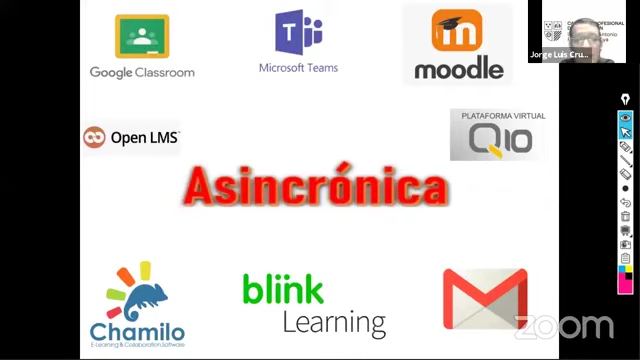 Google Classroom
Microsoft Teams
moodle
Jorge Luis Cru...
Open LMS
PLATAFORMA VIRTUAL
Q10
Asincrónica
Chamilo
E-Learning & Collaboration Software
blink
Learning
zoom